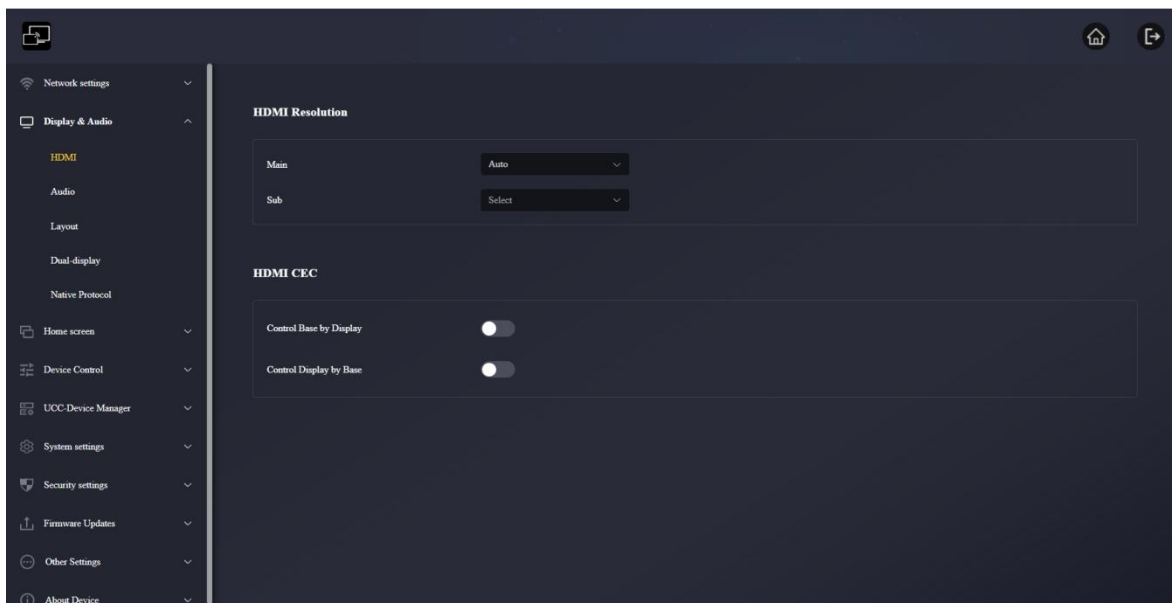 Network settings
Display & Audio
HDMI
Audio
Layout
Dual-display
Native Protocol
Home screen
Device Control
UCC-Device Manager
System settings
Security settings
Firmware Updates
Other Settings
About Device
HDMI Resolution
Main Auto
Sub Select
HDMI CEC
Control Base by Display
Control Display by Base